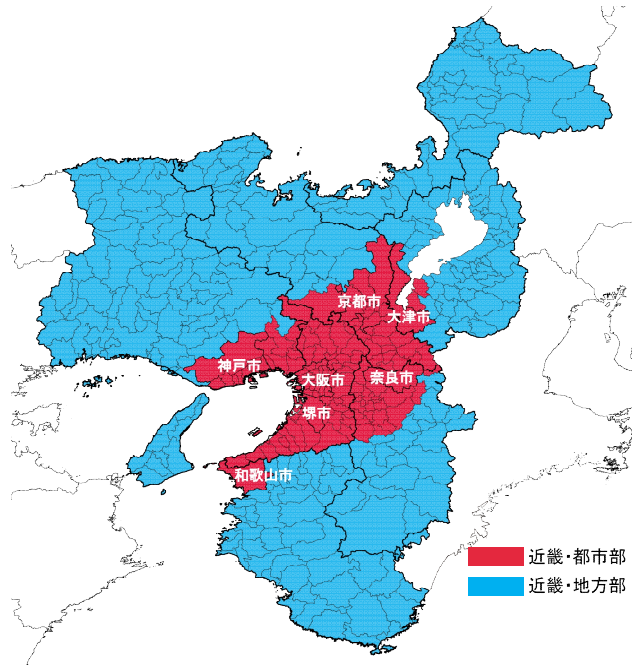 京都市
大津市
神戸市
大阪市
奈良市
堺市
和歌山市
近畿・都市部
近畿・地方部